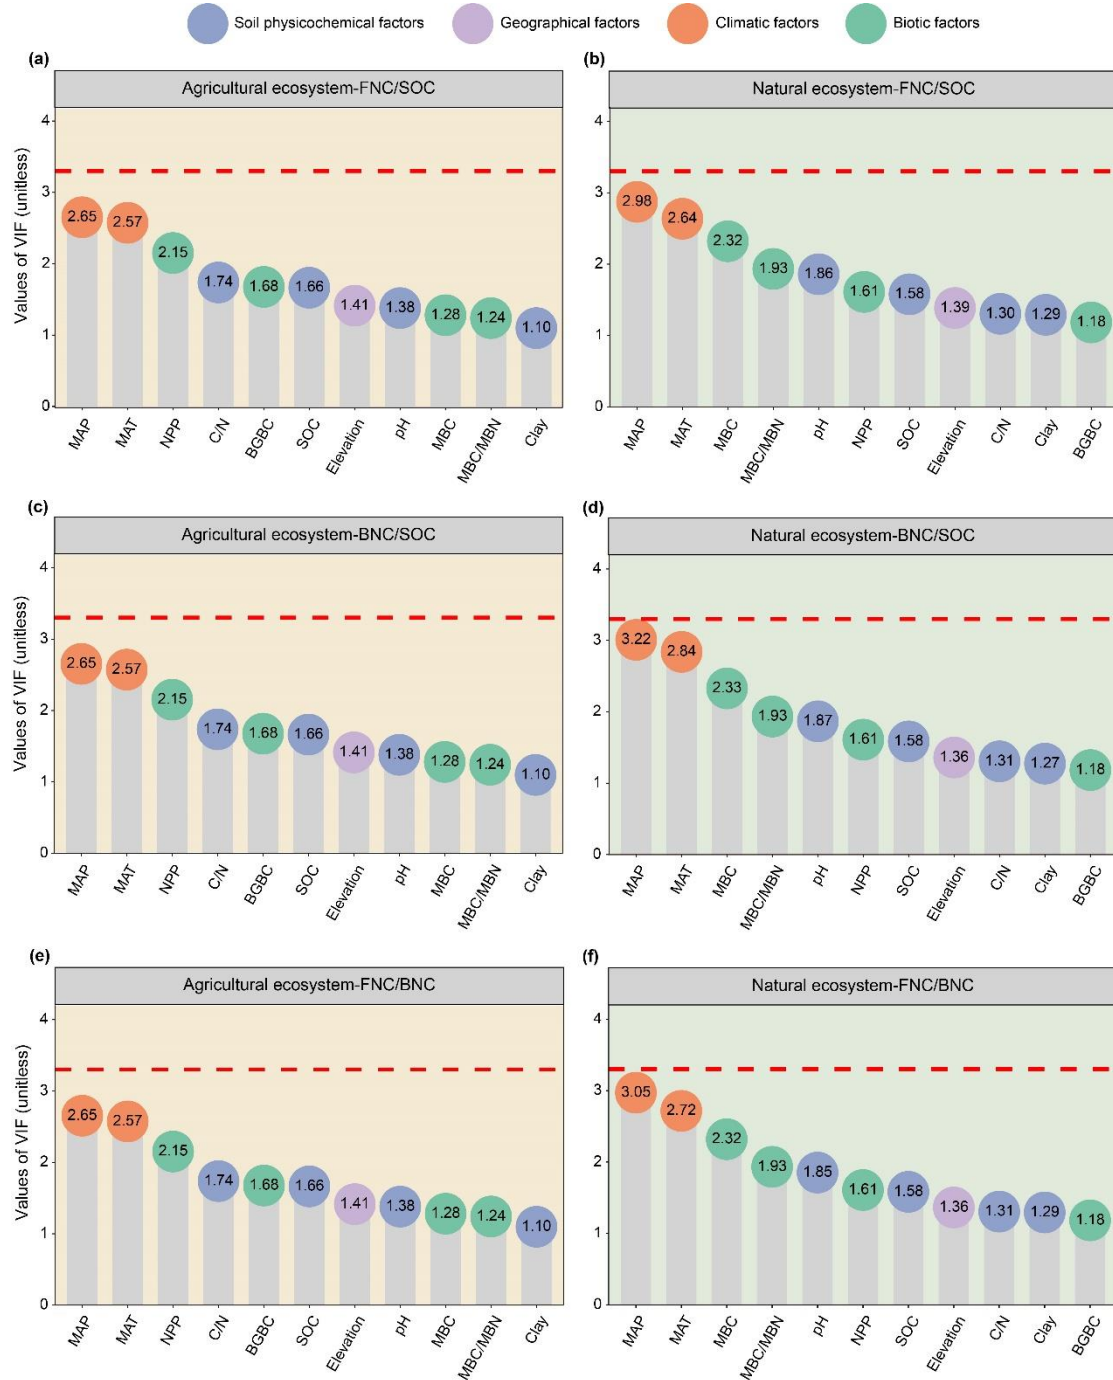 Soil physicochemical factors Geographical factors Climatic factors Biotic factors
(a) (b)
Agricultural ecosystem-FNC/SOC
Values of VIF (unitless)
4
3
2
1
0
2.65 2.57 2.15 1.74 1.68 1.66 1.41 1.38 1.28 1.24 1.10
MAP MAT NPP C/N BGBC SOC Elevation pH MBC MBC/MBN Clay
Natural ecosystem-FNC/SOC
4
3
2
1
0
2.98 2.64 2.32 1.93 1.86 1.61 1.58 1.39 1.30 1.29 1.18
MAP MAT MBC MBC/MBN pH NPP SOC Elevation C/N Clay BGBC
(c) (d)
Agricultural ecosystem-BNC/SOC
Values of VIF (unitless)
4
3
2
1
0
2.65 2.57 2.15 1.74 1.68 1.66 1.41 1.38 1.28 1.24 1.10
MAP MAT NPP C/N BGBC SOC Elevation pH MBC MBC/MBN Clay
Natural ecosystem-BNC/SOC
4
3
2
1
0
3.22 2.84 2.33 1.93 1.87 1.61 1.58 1.36 1.31 1.27 1.18
MAP MAT MBC MBC/MBN pH NPP SOC Elevation C/N Clay BGBC
(e) (f)
Agricultural ecosystem-FNC/BNC
Values of VIF (unitless)
4
3
2
1
0
2.65 2.57 2.15 1.74 1.68 1.66 1.41 1.38 1.28 1.24 1.10
MAP MAT NPP C/N BGBC SOC Elevation pH MBC MBC/MBN Clay
Natural ecosystem-FNC/BNC
4
3
2
1
0
3.05 2.72 2.32 1.93 1.85 1.61 1.58 1.36 1.31 1.29 1.18
MAP MAT MBC MBC/MBN pH NPP SOC Elevation C/N Clay BGBC